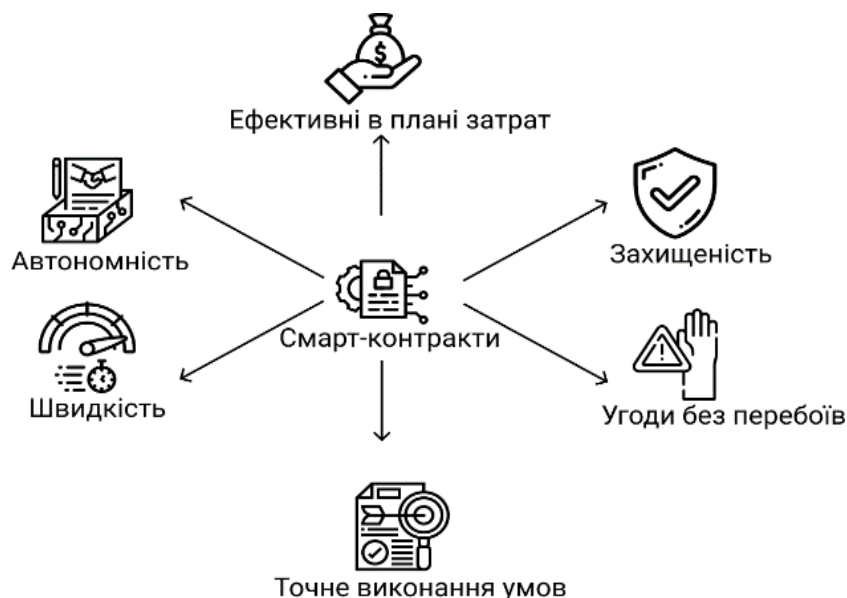 Ефективні в плані затрат
Автономність
Захищеність
Смарт-контракти
Швидкість
Угоди без перебоїв
Точне виконання умов